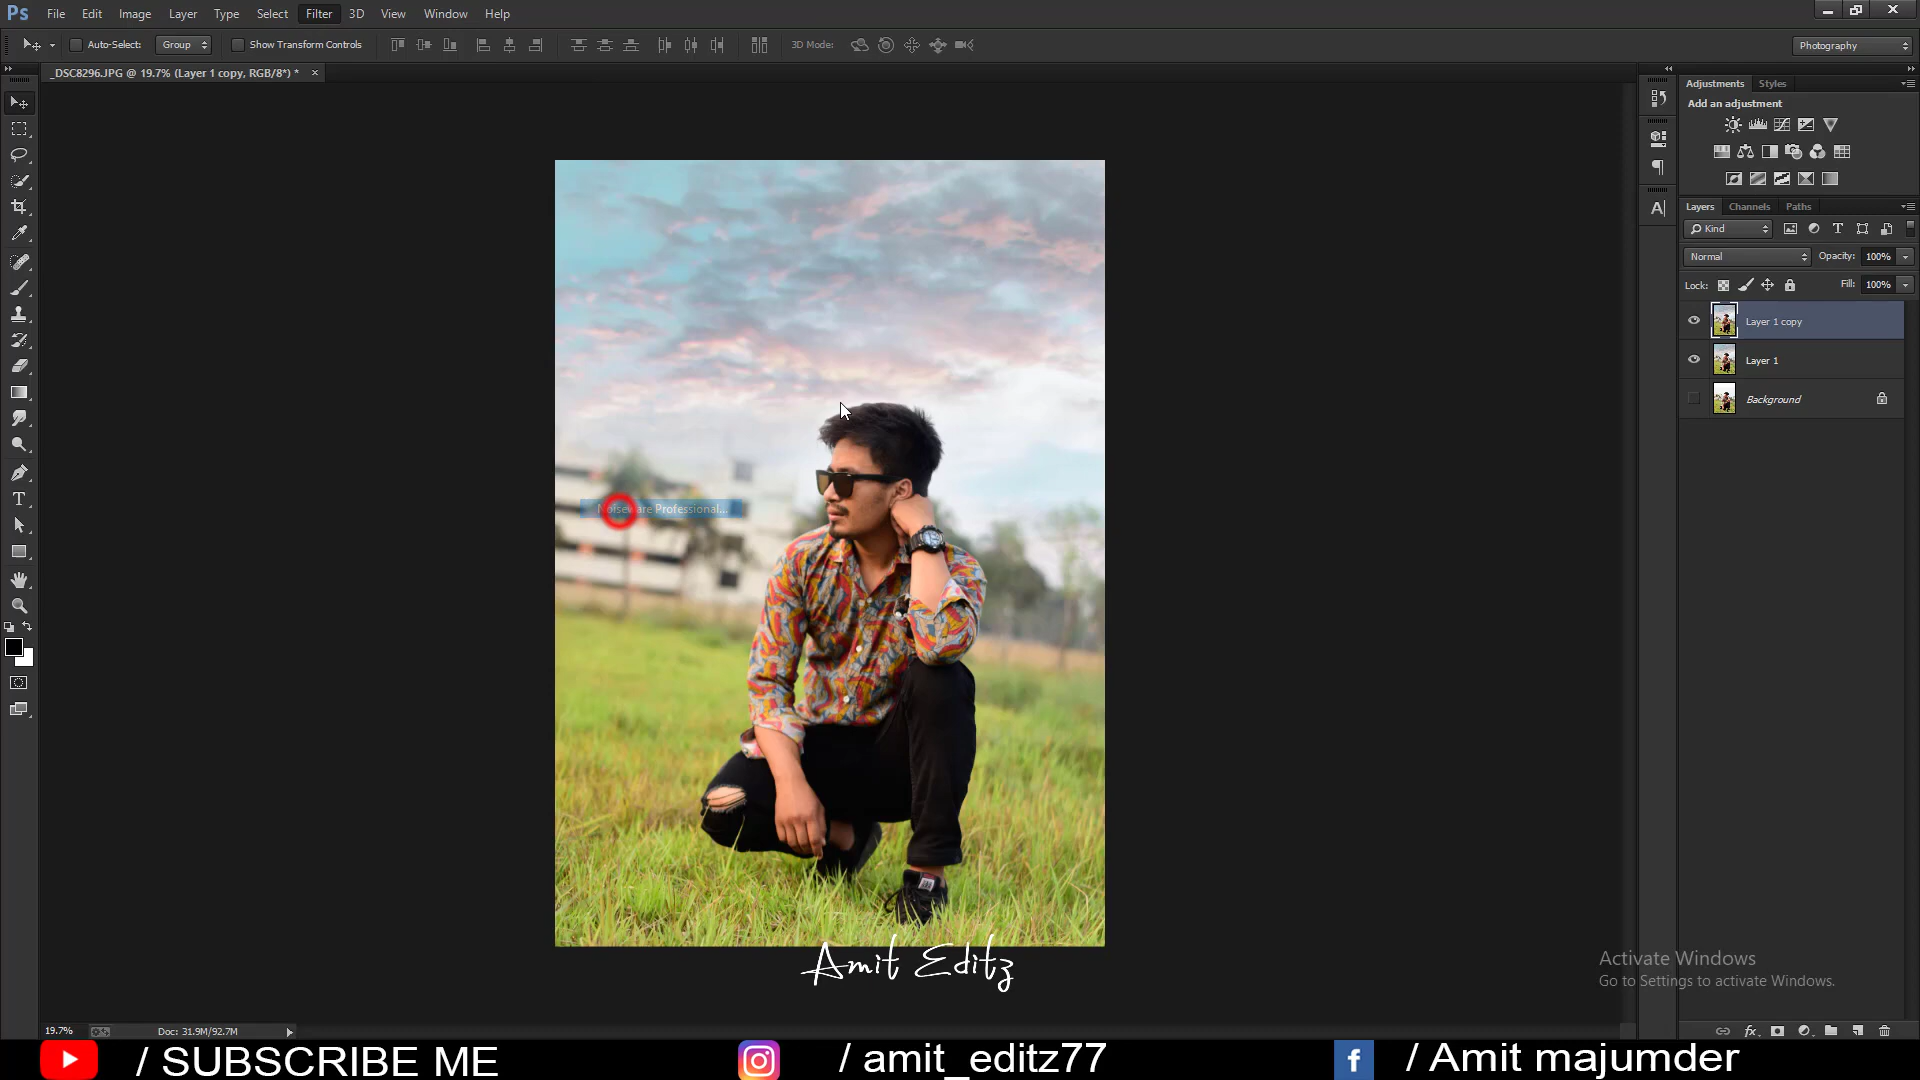 Ps File Edit Image Layer Type Select Filter 3D View Window Help
Auto-Select: Group Show Transform Controls 3D Mode: Photography
_DSC8296.JPG @ 19.7% (Layer 1 copy, RGB/8*) * ×
Adjustments Styles
Add an adjustment
Layers Channels Paths
Kind
Normal Opacity: 100%
Lock: Fill: 100%
Layer 1 copy
Layer 1
Background
Noiseware Professional...
Amit Editz
Activate Windows
Go to Settings to activate Windows.
19.7% Doc: 31.9M/92.7M
/ SUBSCRIBE ME / amit_editz77 / Amit majumder